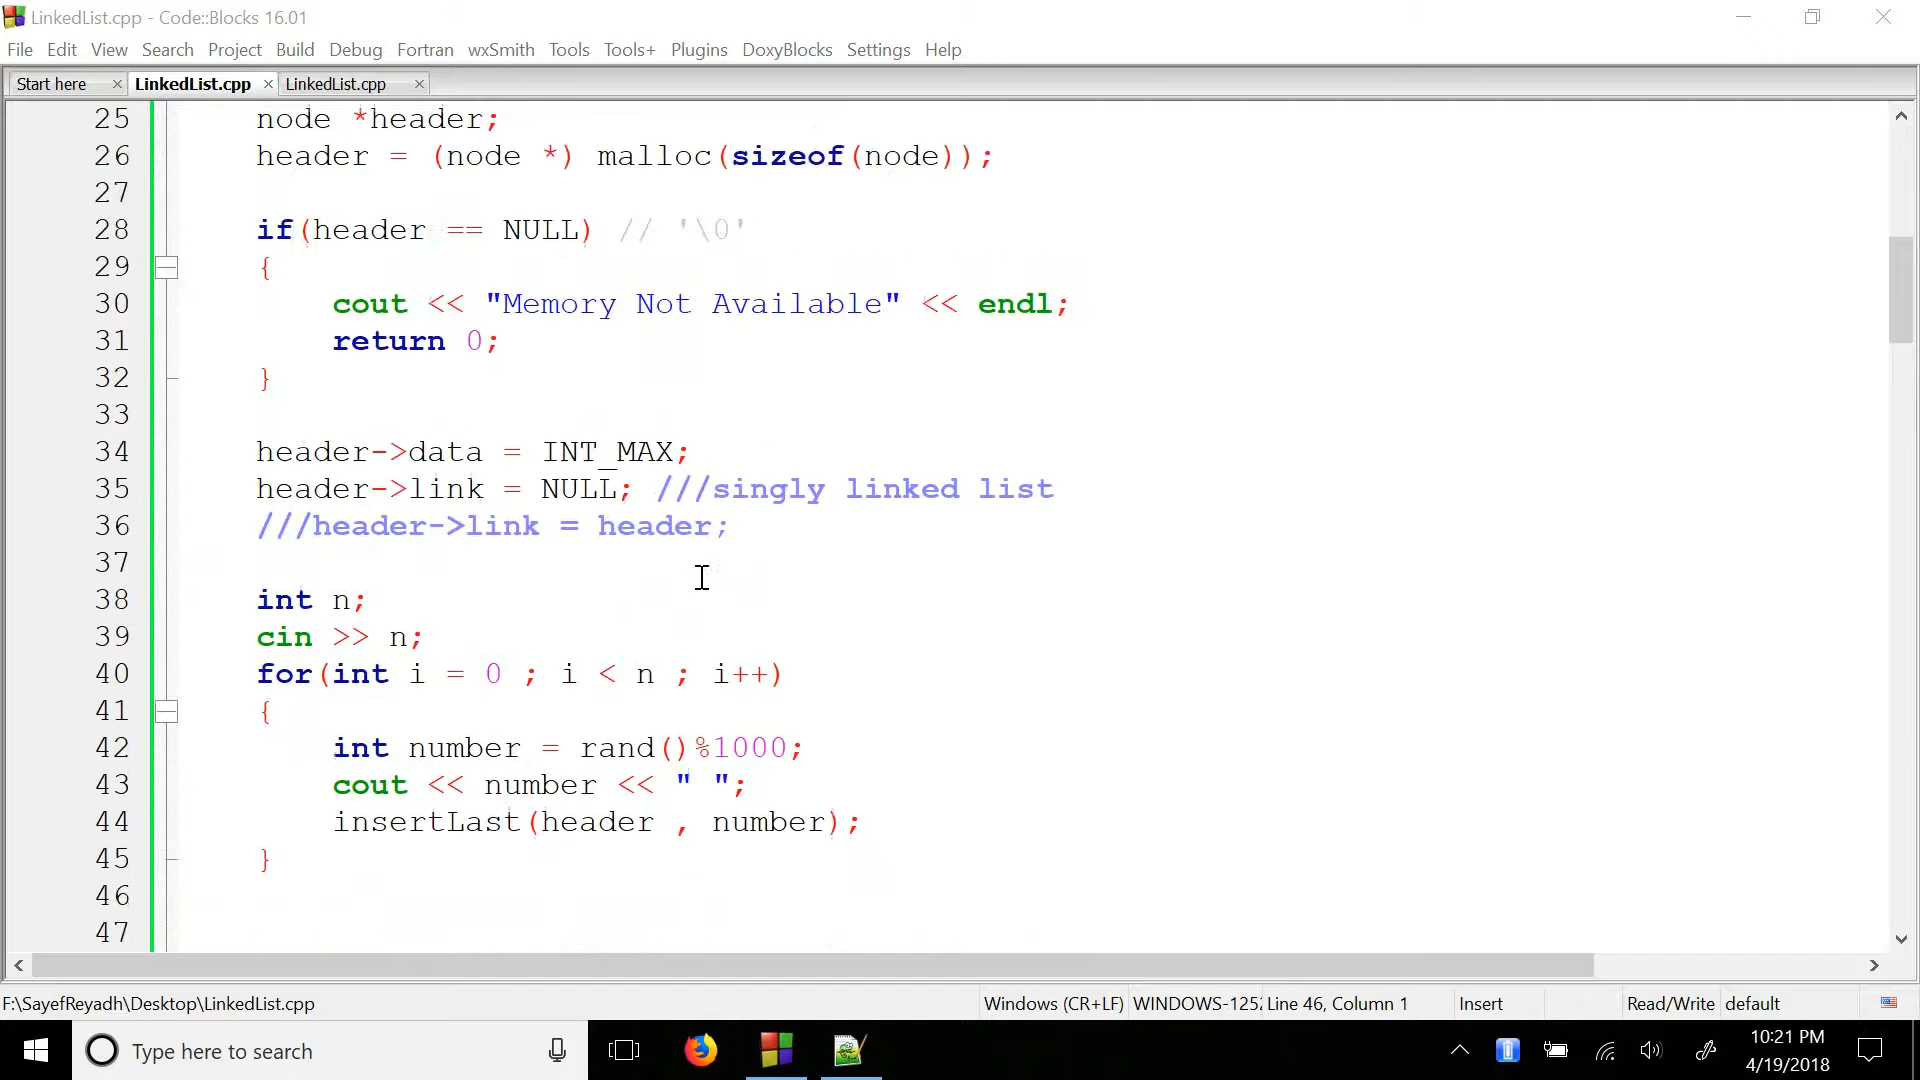 LinkedList.cpp - Code::Blocks 16.01
File Edit View Search Project Build Debug Fortran wxSmith Tools Tools+ Plugins DoxyBlocks Settings Help
Start here LinkedList.cpp LinkedList.cpp
25 node *header;
26 header = (node *) malloc(sizeof(node));
27
28 if(header == NULL) // '\0'
29 {
30 cout << "Memory Not Available" << endl;
31 return 0;
32 }
33
34 header->data = INT_MAX;
35 header->link = NULL; ///singly linked list
36 ///header->link = header;
37
38 int n;
39 cin >> n;
40 for(int i = 0 ; i < n ; i++)
41 {
42 int number = rand()%1000;
43 cout << number << " ";
44 insertLast(header , number);
45 }
46
47
F:\SayefReyadh\Desktop\LinkedList.cpp Windows (CR+LF) WINDOWS-1252 Line 46, Column 1 Insert Read/Write default
Type here to search
10:21 PM
4/19/2018